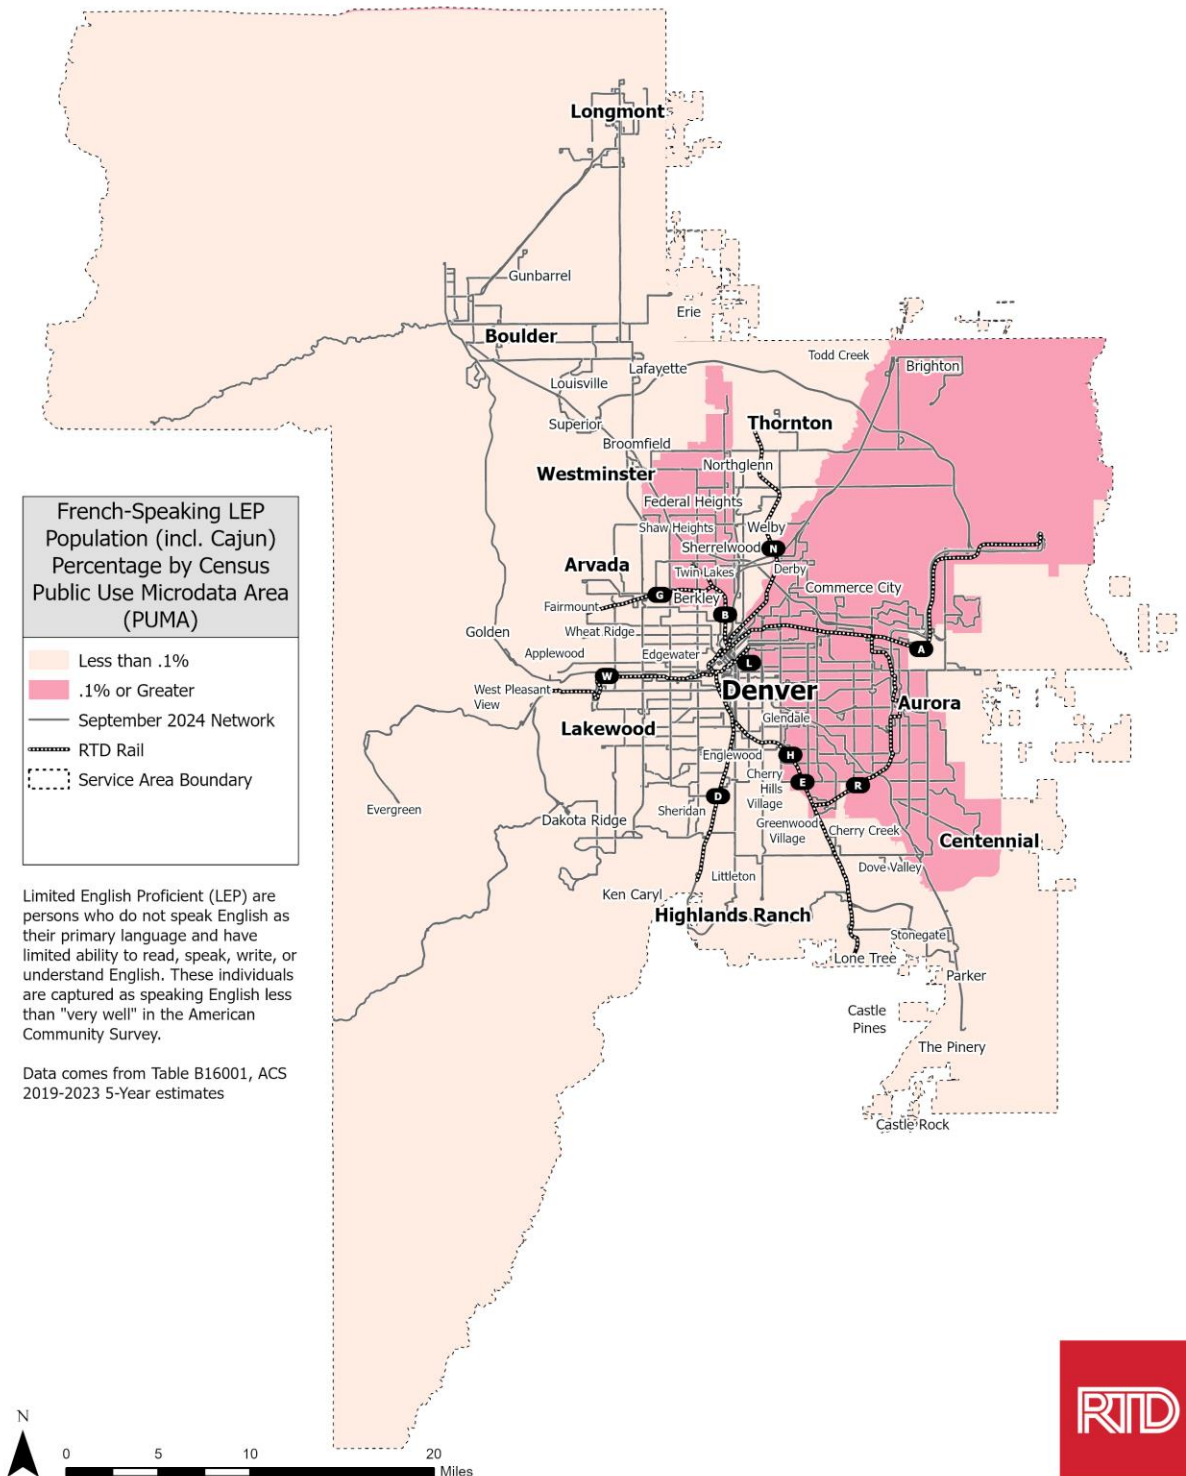 Longmont
Gunbarrel
Erie
Boulder
Todd Creek
Brighton
Lafayette
Louisville
Superior
Thornton
Broomfield
Westminster
Northglenn
Federal Heights
Shaw Heights
Welby
Sherrelwood
N
Arvada
Twin Lakes
Derby
Commerce City
G
Berkley
Fairmount
B
Golden
Wheat Ridge
Applewood
Edgewater
A
L
W
West Pleasant
View
Denver
Aurora
Lakewood
Glendale
Englewood
H
Cherry
Hills
Village
E
R
D
Evergreen
Sheridan
Dakota Ridge
Greenwood
Village
Cherry Creek
Centennial
Dove Valley
Littleton
Ken Caryl
Highlands Ranch
Stonegate
Lone Tree
Parker
Castle
Pines
The Pinery
Castle Rock
French-Speaking LEP
Population (incl. Cajun)
Percentage by Census
Public Use Microdata Area
(PUMA)
Less than .1%
.1% or Greater
September 2024 Network
RTD Rail
Service Area Boundary
Limited English Proficient (LEP) are
persons who do not speak English as
their primary language and have
limited ability to read, speak, write, or
understand English. These individuals
are captured as speaking English less
than "very well" in the American
Community Survey.
Data comes from Table B16001, ACS
2019-2023 5-Year estimates
N
0 5 10 20
Miles
RTD